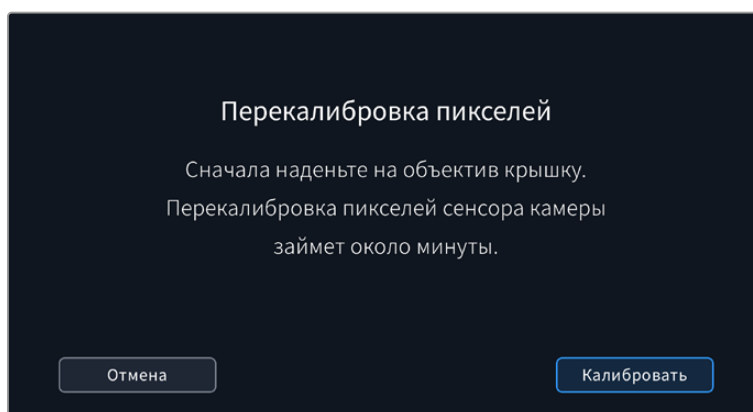 Перекалибровка пикселей
Сначала наденьте на объектив крышку.
Перекалибровка пикселей сенсора камеры
займет около минуты.
Отмена
Калибровать